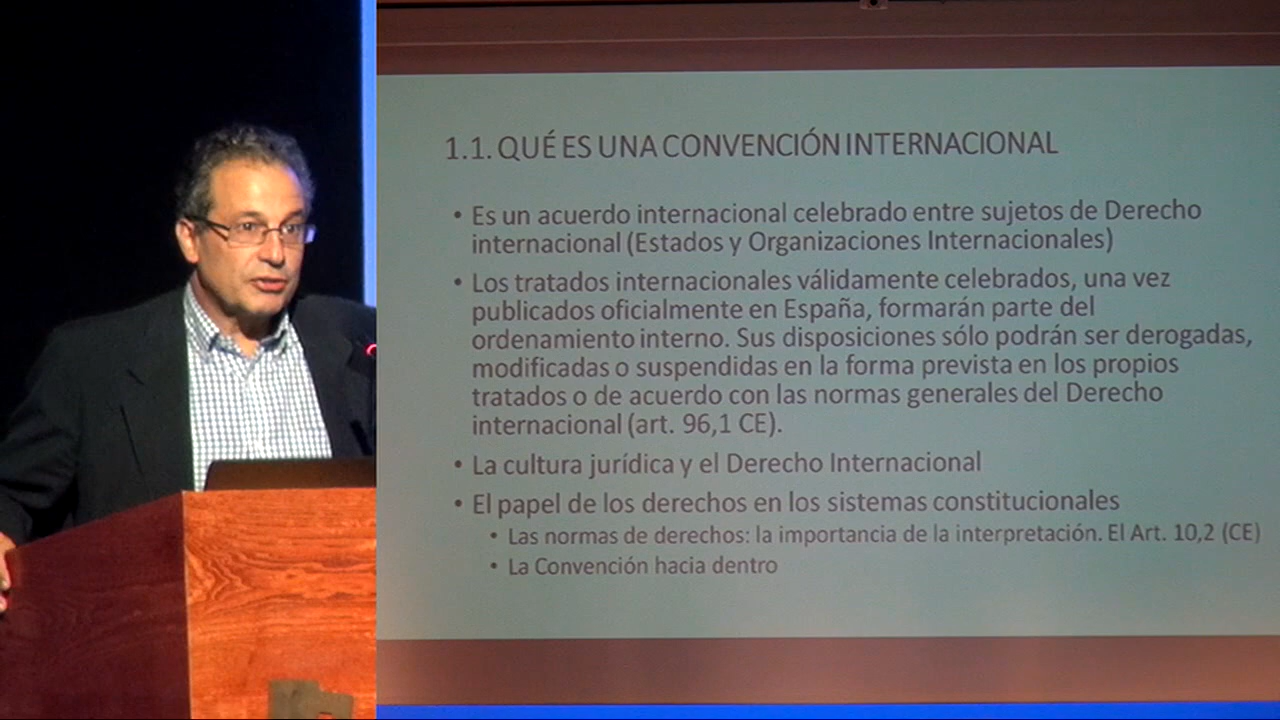 1.1. QUÉ ES UNA CONVENCIÓN INTERNACIONAL
• Es un acuerdo internacional celebrado entre sujetos de Derecho
internacional (Estados y Organizaciones Internacionales)
• Los tratados internacionales válidamente celebrados, una vez
publicados oficialmente en España, formarán parte del
ordenamiento interno. Sus disposiciones sólo podrán ser derogadas,
modificadas o suspendidas en la forma prevista en los propios
tratados o de acuerdo con las normas generales del Derecho
internacional (art. 96,1 CE).
• La cultura jurídica y el Derecho Internacional
• El papel de los derechos en los sistemas constitucionales
• Las normas de derechos: la importancia de la interpretación. El Art. 10,2 (CE)
• La Convención hacia dentro